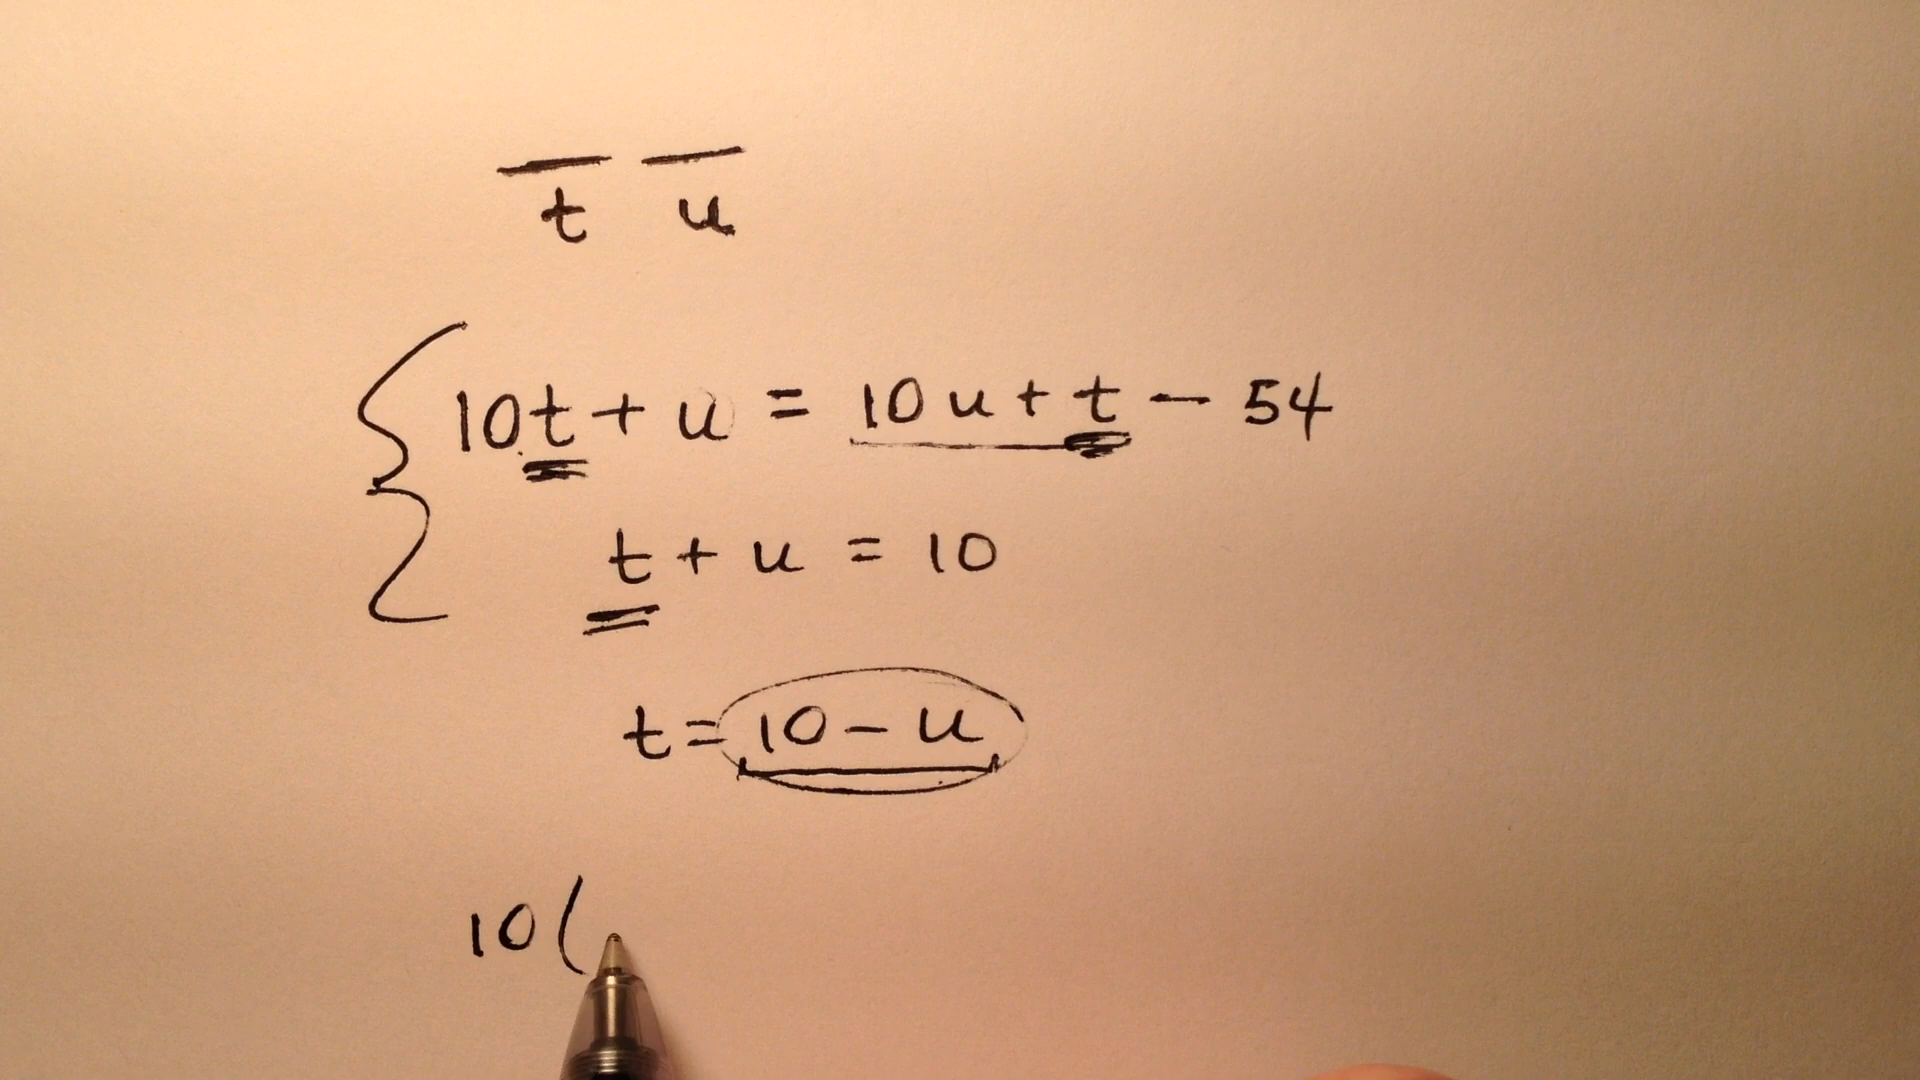 t u
10t + u = 10u + t - 54
t + u = 10
t = 10 - u
10(